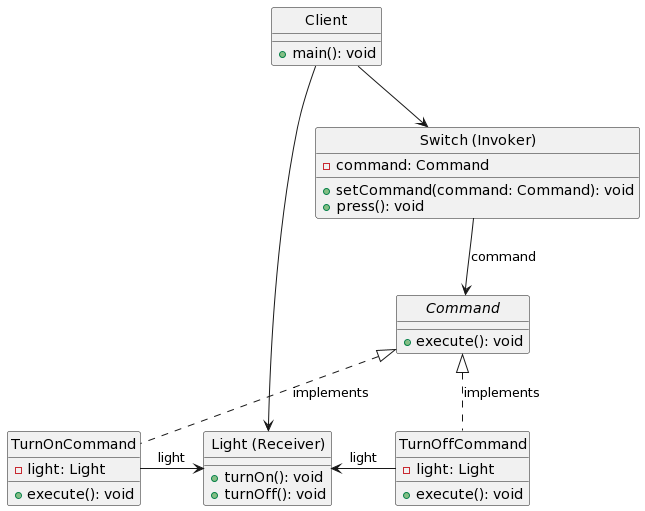 Client
main(): void
Switch (Invoker)
command: Command
setCommand(command: Command): void
press(): void
command
Command
execute(): void
implements
implements
TurnOnCommand
light: Light
execute(): void
light
Light (Receiver)
turnOn(): void
turnOff(): void
light
TurnOffCommand
light: Light
execute(): void